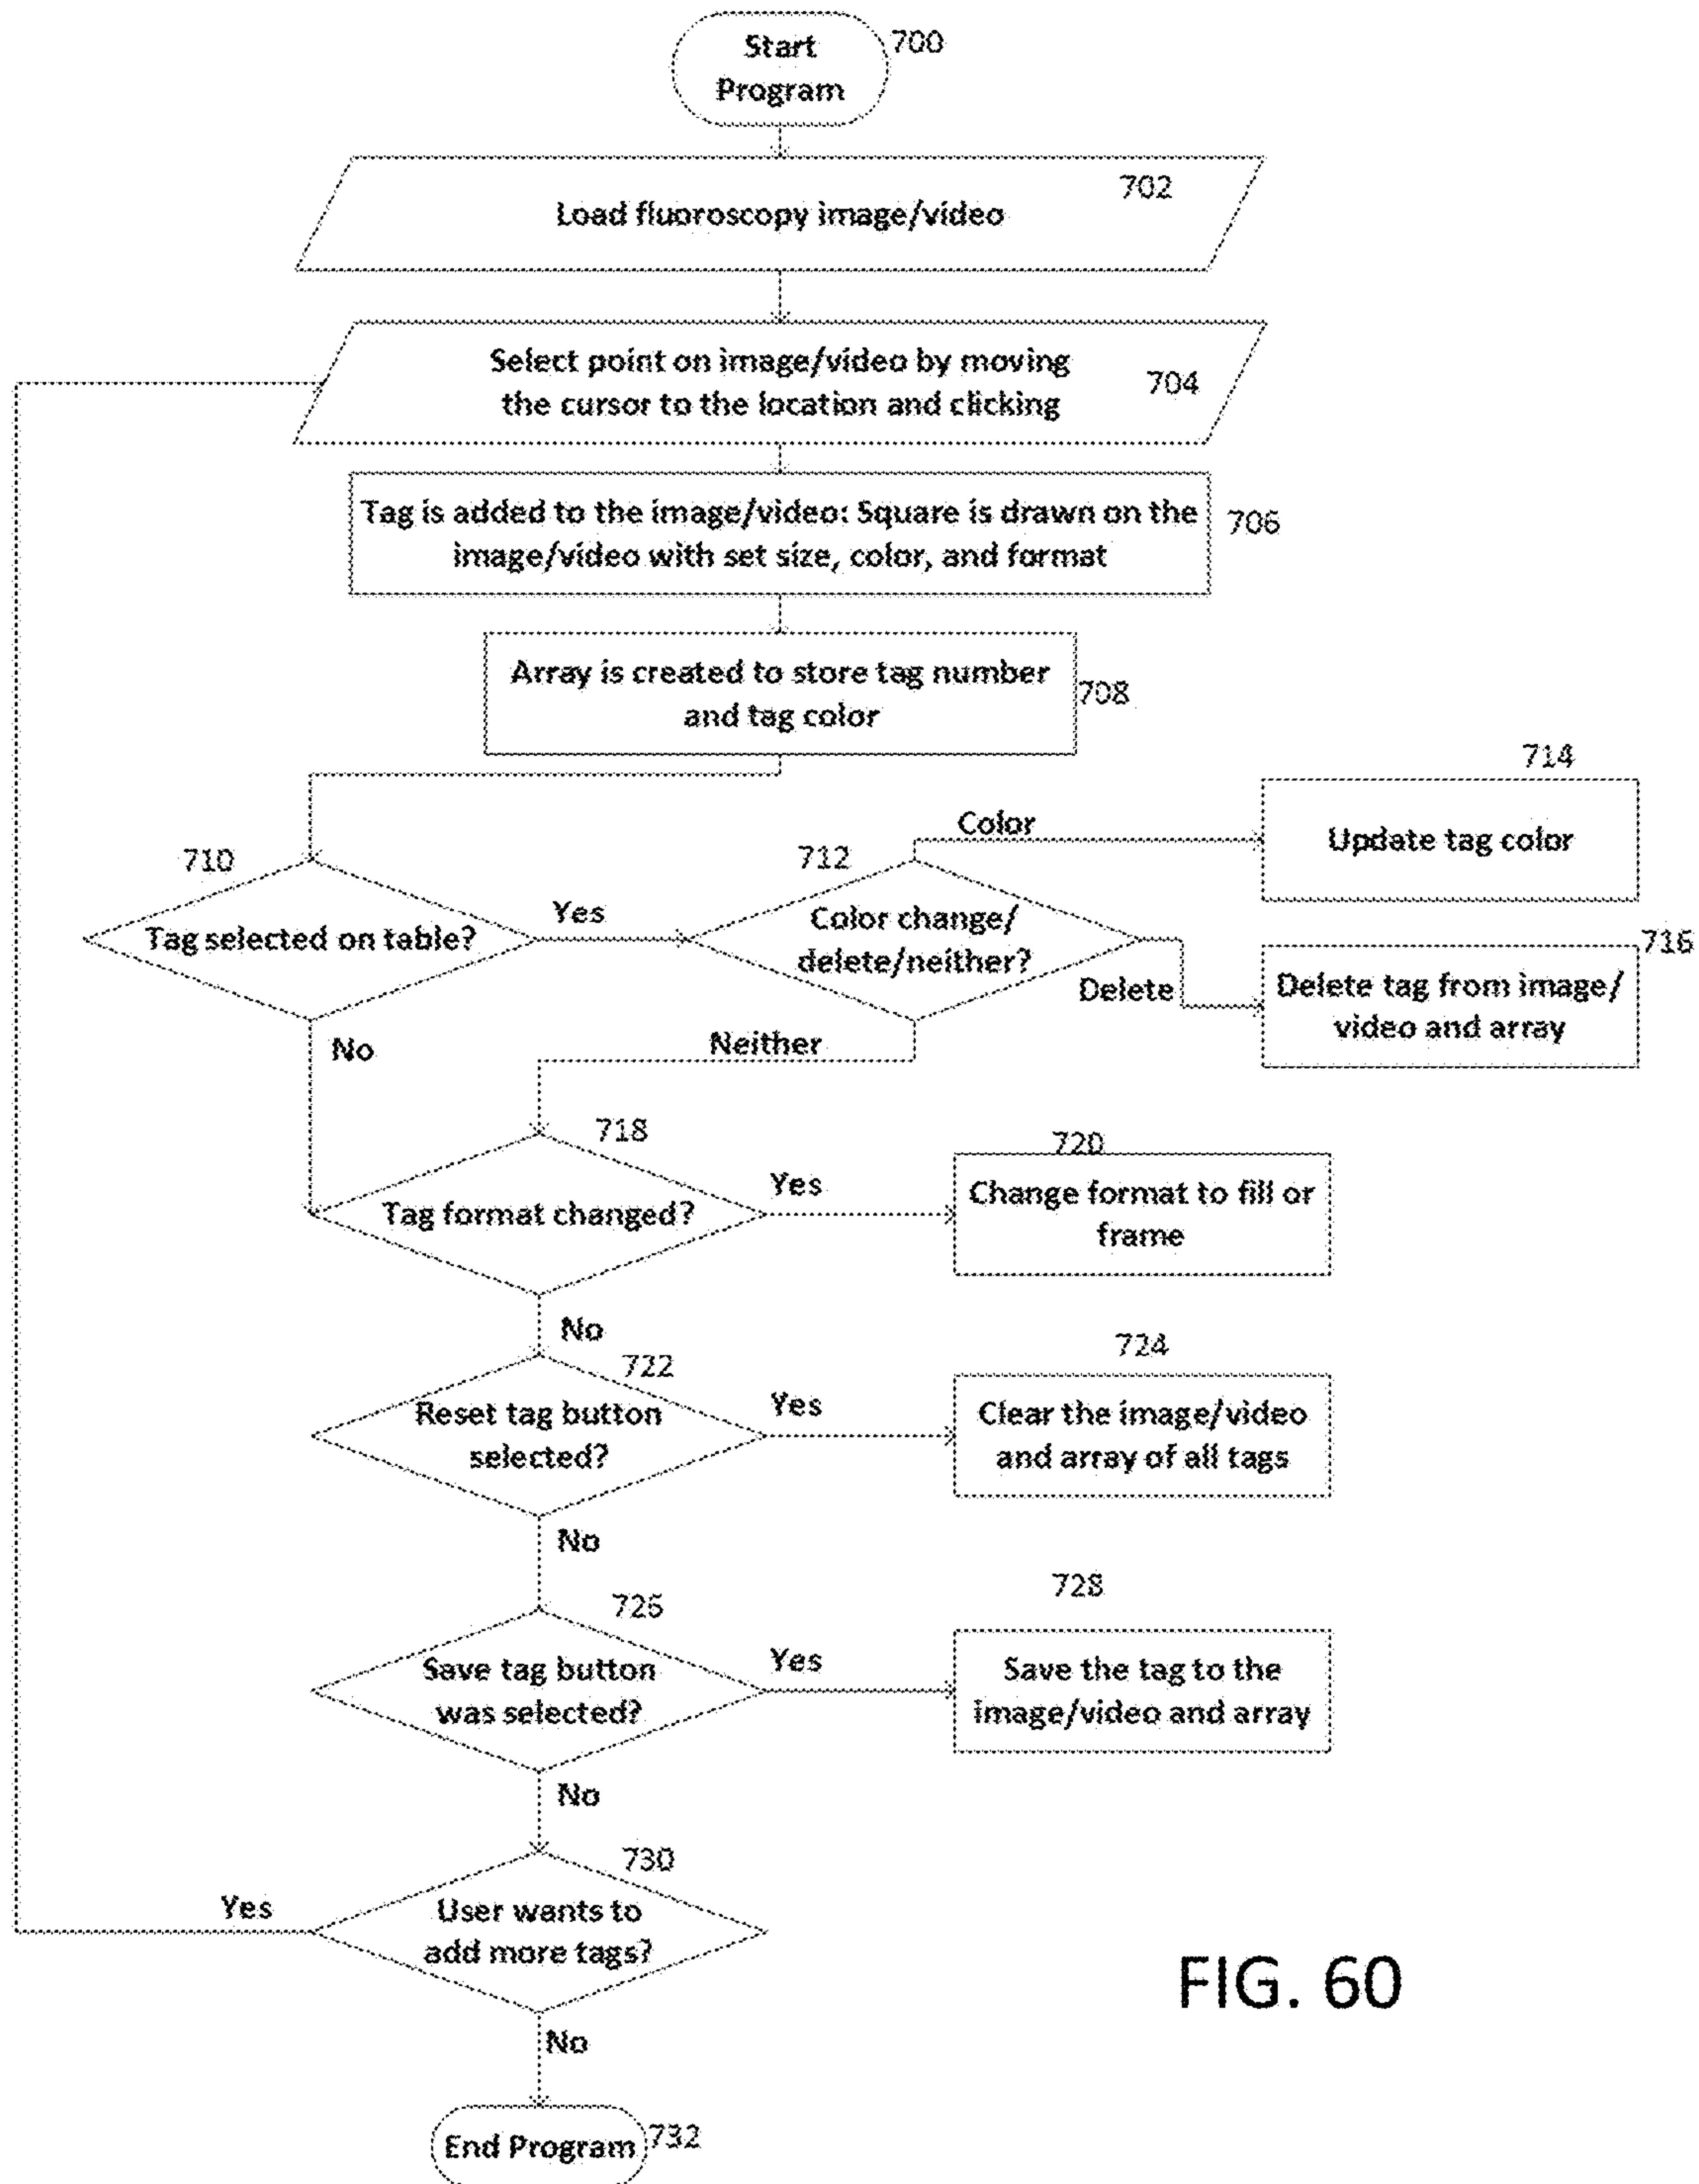 Start
Program
700
702
Load fluoroscopy image/video
Select point on image/video by moving
the cursor to the location and clicking
704
Tag is added to the image/video: Square is drawn on the
image/video with set size, color, and format
706
Array is created to store tag number
and tag color
708
714
Color
Update tag color
710
712
Tag selected on table?
Yes
Color change/
delete/neither?
716
Delete
Delete tag from image/
video and array
No
Neither
718
720
Tag format changed?
Yes
Change format to fill or
frame
No
722
724
Reset tag button
selected?
Yes
Clear the image/video
and array of all tags
No
726
728
Save tag button
was selected?
Yes
Save the tag to the
image/video and array
No
730
Yes
User wants to
add more tags?
FIG. 60
No
End Program
732